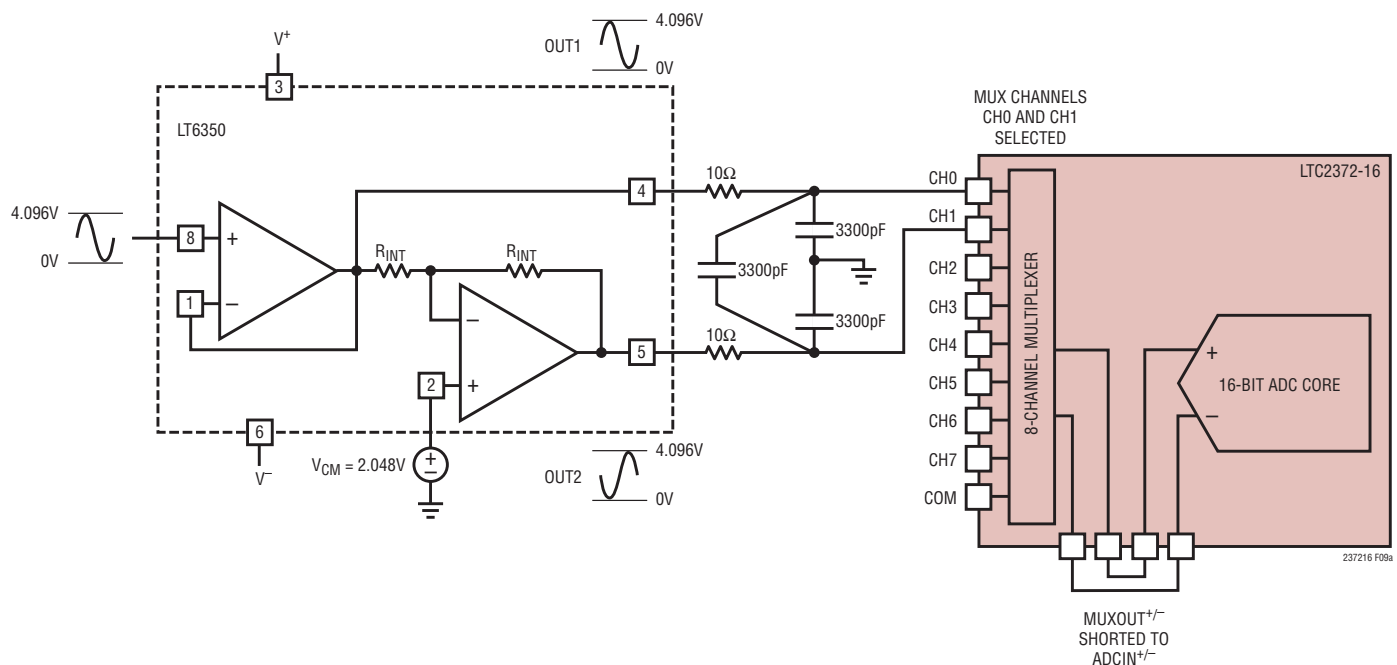 4.096V
0V
OUT1
V+
3
LT6350
4.096V
0V
8
+
1
−
RINT
RINT
−
2
+
4
5
6
V−
VCM = 2.048V
+
−
OUT2
4.096V
0V
10Ω
10Ω
3300pF
3300pF
3300pF
MUX CHANNELS
CH0 AND CH1
SELECTED
LTC2372-16
CH0
CH1
CH2
CH3
CH4
CH5
CH6
CH7
COM
8-CHANNEL MULTIPLEXER
+
16-BIT ADC CORE
−
237216 F09a
MUXOUT+/−
SHORTED TO
ADCIN+/−